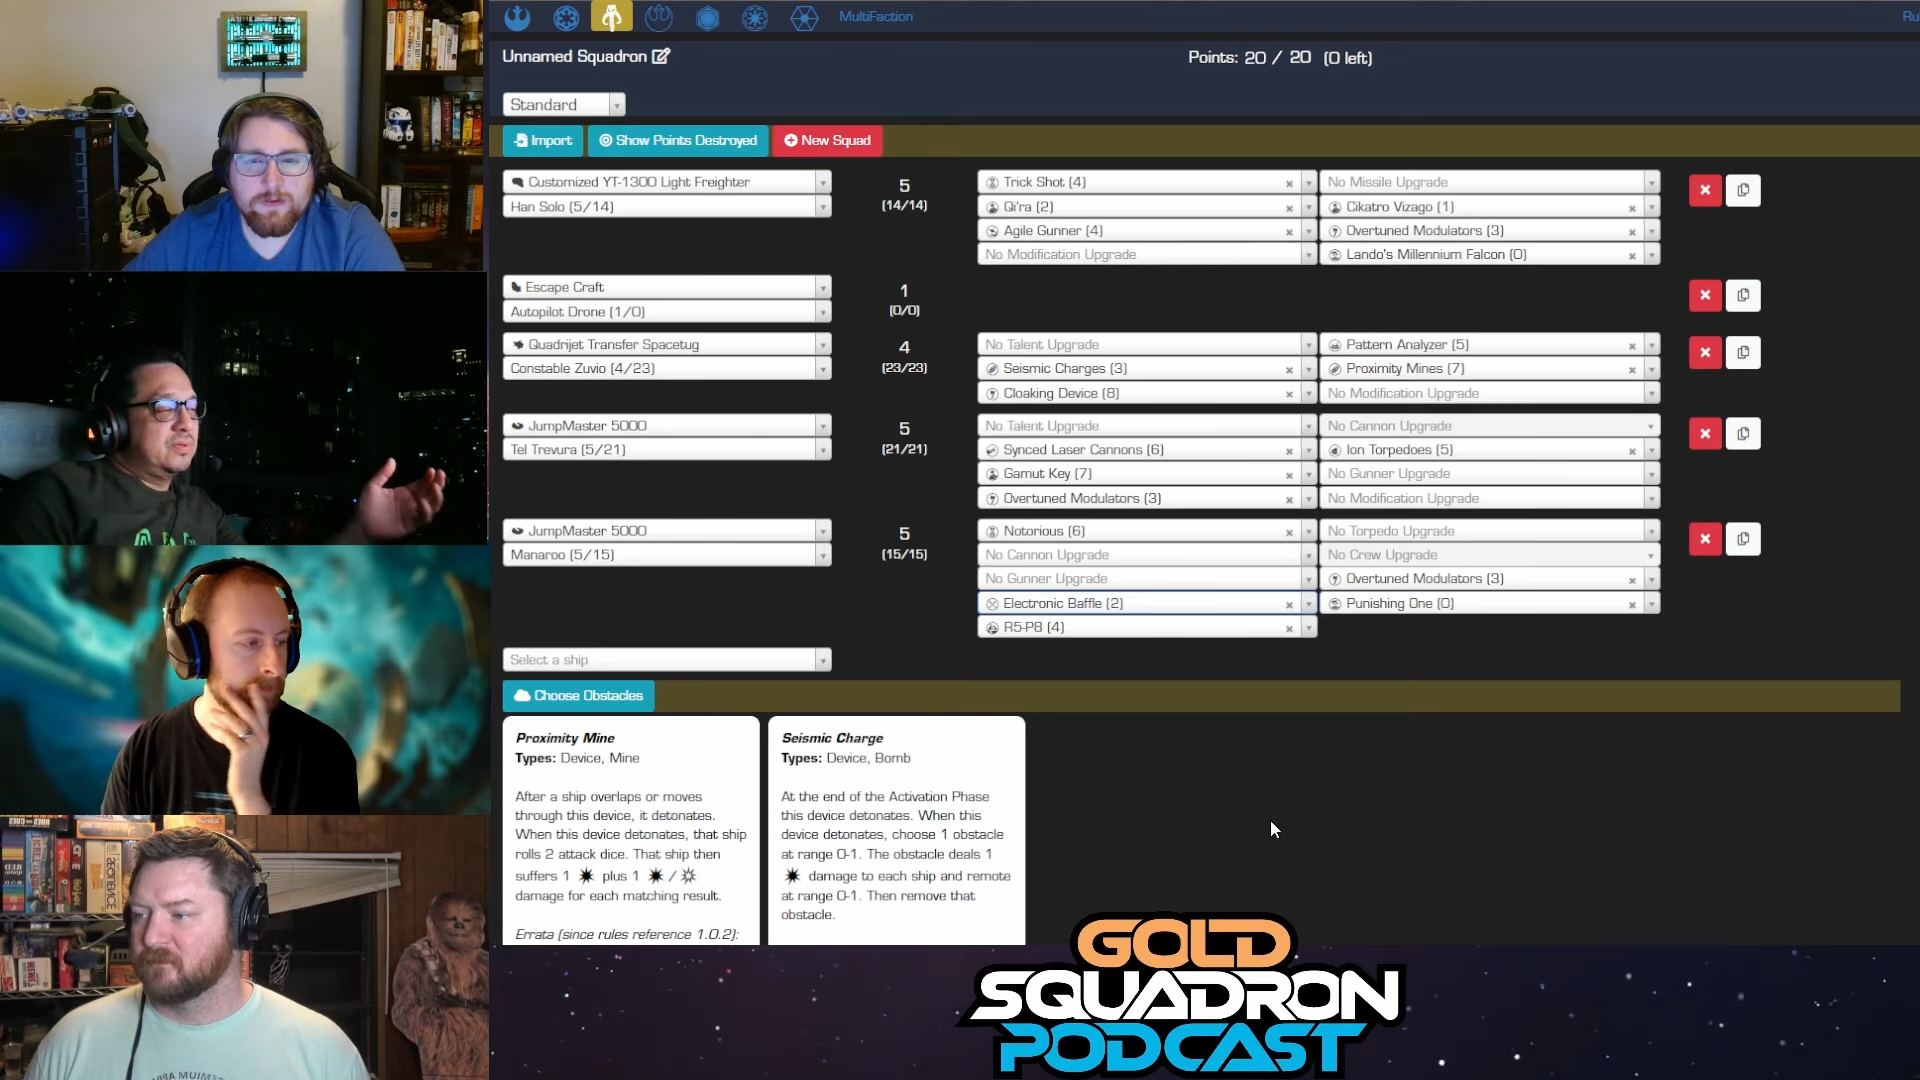 MultiFaction Ru
Unnamed Squadron Points: 20 / 20 (0 left)
Standard
Import Show Points Destroyed New Squad
Customized YT-1300 Light Freighter 5 Trick Shot (4) No Missile Upgrade
Han Solo (5/14) (14/14) Qi'ra (2) Cikatro Vizago (1)
Agile Gunner (4) Overtuned Modulators (3)
No Modification Upgrade Lando's Millennium Falcon (0)
Escape Craft 1
Autopilot Drone (1/0) (0/0)
Quadrijet Transfer Spacetug 4 No Talent Upgrade Pattern Analyzer (5)
Constable Zuvio (4/23) (23/23) Seismic Charges (3) Proximity Mines (7)
Cloaking Device (8) No Modification Upgrade
JumpMaster 5000 5 No Talent Upgrade No Cannon Upgrade
Tel Trevura (5/21) (21/21) Synced Laser Cannons (6) Ion Torpedoes (5)
Gamut Key (7) No Gunner Upgrade
Overtuned Modulators (3) No Modification Upgrade
JumpMaster 5000 5 Notorious (6) No Torpedo Upgrade
Manaroo (5/15) (15/15) No Cannon Upgrade No Crew Upgrade
No Gunner Upgrade Overtuned Modulators (3)
Electronic Baffle (2) Punishing One (0)
R5-P8 (4)
Select a ship
Choose Obstacles
Proximity Mine
Types: Device, Mine
After a ship overlaps or moves
through this device, it detonates.
When this device detonates, that ship
rolls 2 attack dice. That ship then
suffers 1 plus 1 /
damage for each matching result.
Errata (since rules reference 1.0.2):
Seismic Charge
Types: Device, Bomb
At the end of the Activation Phase
this device detonates. When this
device detonates, choose 1 obstacle
at range 0-1. The obstacle deals 1
damage to each ship and remote
at range 0-1. Then remove that
obstacle.
GOLD
SQUADRON
PODCAST